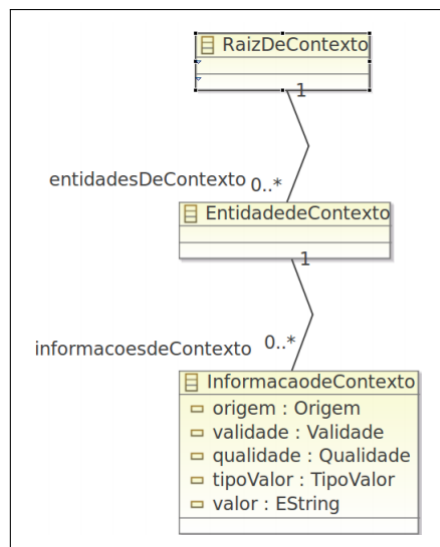 RaizDeContexto
1
entidadesDeContexto 0..*
EntidadedeContexto
1
informacoesdeContexto 0..*
InformacaodeContexto
origem : Origem
validade : Validade
qualidade : Qualidade
tipoValor : TipoValor
valor : EString